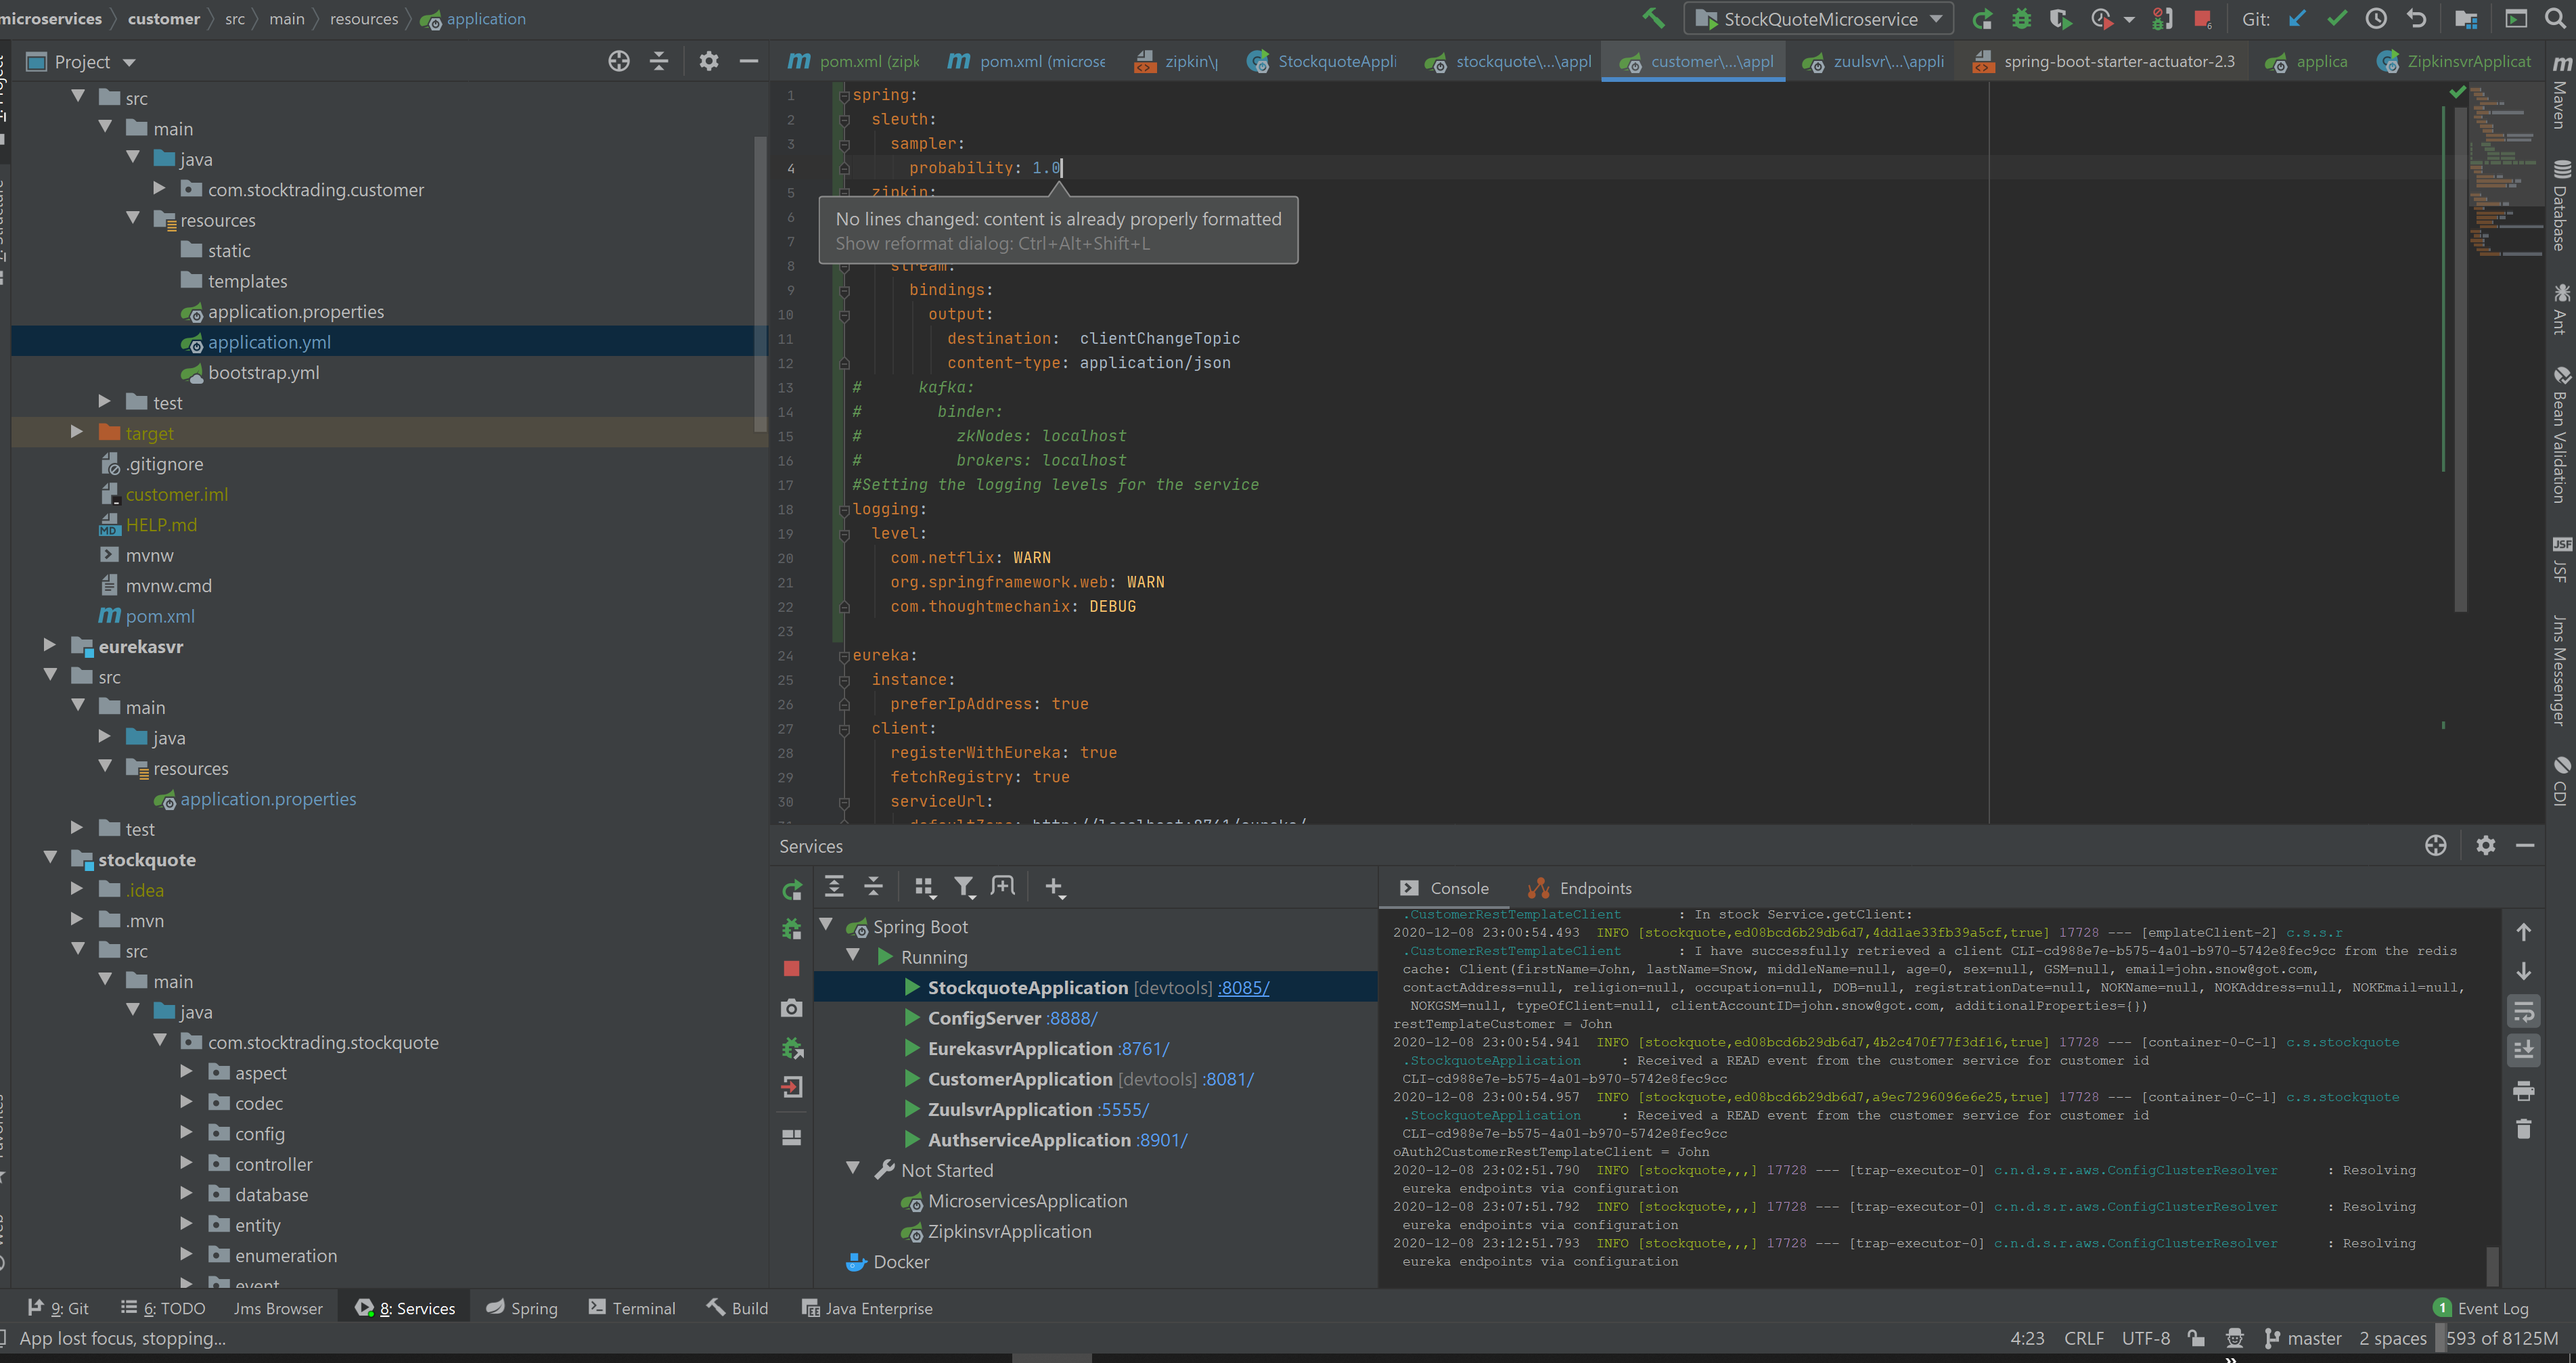 microservices customer src main resources application
StockQuoteMicroservice
Git:
Project
pom.xml (zipk
pom.xml (microse
zipkin\
StockquoteAppli
stockquote\...\appl
customer\...\appl
zuulsvr\...\appli
spring-boot-starter-actuator-2.3
applica
ZipkinsvrApplicat
src
main
java
com.stocktrading.customer
resources
static
templates
application.properties
application.yml
bootstrap.yml
test
target
.gitignore
customer.iml
HELP.md
mvnw
mvnw.cmd
pom.xml
eurekasvr
src
main
java
resources
application.properties
test
stockquote
.idea
.mvn
src
main
java
com.stocktrading.stockquote
aspect
codec
config
controller
database
entity
enumeration
event
1 spring:
2 sleuth:
3 sampler:
4 probability: 1.0
5 zipkin:
No lines changed: content is already properly formatted
Show reformat dialog: Ctrl+Alt+Shift+L
6
7
8 stream:
9 bindings:
10 output:
11 destination: clientChangeTopic
12 content-type: application/json
13 # kafka:
14 # binder:
15 # zkNodes: localhost
16 # brokers: localhost
17 #Setting the logging levels for the service
18 logging:
19 level:
20 com.netflix: WARN
21 org.springframework.web: WARN
22 com.thoughtmechanix: DEBUG
23
24 eureka:
25 instance:
26 preferIpAddress: true
27 client:
28 registerWithEureka: true
29 fetchRegistry: true
30 serviceUrl:
defaultZone: http://localhost:8761/eureka/
Maven
Database
Ant
Bean Validation
JSF
Jms Messenger
CDI
Services
Spring Boot
Running
StockquoteApplication [devtools] :8085/
ConfigServer :8888/
EurekasvrApplication :8761/
CustomerApplication [devtools] :8081/
ZuulsvrApplication :5555/
AuthserviceApplication :8901/
Not Started
MicroservicesApplication
ZipkinsvrApplication
Docker
Console Endpoints
.CustomerRestTemplateClient : In stock Service.getClient:
2020-12-08 23:00:54.493 INFO [stockquote,ed08bcd6b29db6d7,4dd1ae33fb39a5cf,true] 17728 --- [emplateClient-2] c.s.s.r
.CustomerRestTemplateClient : I have successfully retrieved a client CLI-cd988e7e-b575-4a01-b970-5742e8fec9cc from the redis
cache: Client(firstName=John, lastName=Snow, middleName=null, age=0, sex=null, GSM=null, email=john.snow@got.com,
contactAddress=null, religion=null, occupation=null, DOB=null, registrationDate=null, NOKName=null, NOKAddress=null, NOKEmail=null,
NOKGSM=null, typeOfClient=null, clientAccountID=john.snow@got.com, additionalProperties={})
restTemplateCustomer = John
2020-12-08 23:00:54.941 INFO [stockquote,ed08bcd6b29db6d7,4b2c470f77f3df16,true] 17728 --- [container-0-C-1] c.s.stockquote
.StockquoteApplication : Received a READ event from the customer service for customer id
CLI-cd988e7e-b575-4a01-b970-5742e8fec9cc
2020-12-08 23:00:54.957 INFO [stockquote,ed08bcd6b29db6d7,a9ec7296096e6e25,true] 17728 --- [container-0-C-1] c.s.stockquote
.StockquoteApplication : Received a READ event from the customer service for customer id
CLI-cd988e7e-b575-4a01-b970-5742e8fec9cc
oAuth2CustomerRestTemplateClient = John
2020-12-08 23:02:51.790 INFO [stockquote,,,] 17728 --- [trap-executor-0] c.n.d.s.r.aws.ConfigClusterResolver : Resolving
eureka endpoints via configuration
2020-12-08 23:07:51.792 INFO [stockquote,,,] 17728 --- [trap-executor-0] c.n.d.s.r.aws.ConfigClusterResolver : Resolving
eureka endpoints via configuration
2020-12-08 23:12:51.793 INFO [stockquote,,,] 17728 --- [trap-executor-0] c.n.d.s.r.aws.ConfigClusterResolver : Resolving
eureka endpoints via configuration
9: Git 6: TODO Jms Browser 8: Services Spring Terminal Build Java Enterprise 1 Event Log
App lost focus, stopping... 4:23 CRLF UTF-8 master 2 spaces 593 of 8125M